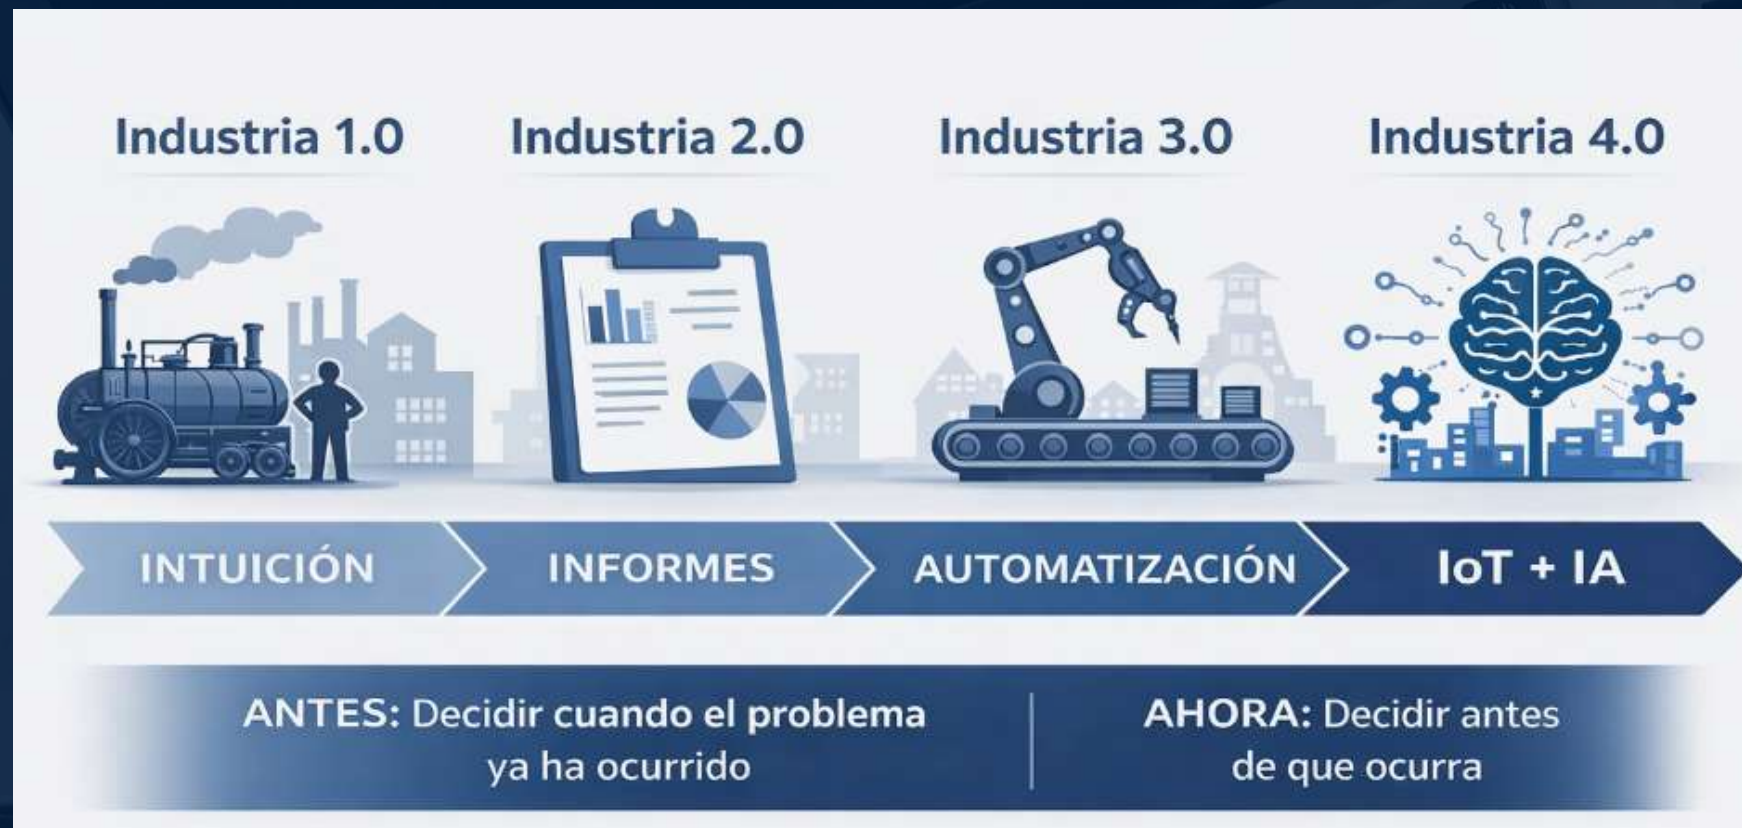 Industria 1.0
Industria 2.0
Industria 3.0
Industria 4.0
INTUICIÓN
INFORMES
AUTOMATIZACIÓN
IoT + IA
ANTES: Decidir cuando el problema
ya ha ocurrido
AHORA: Decidir antes
de que ocurra